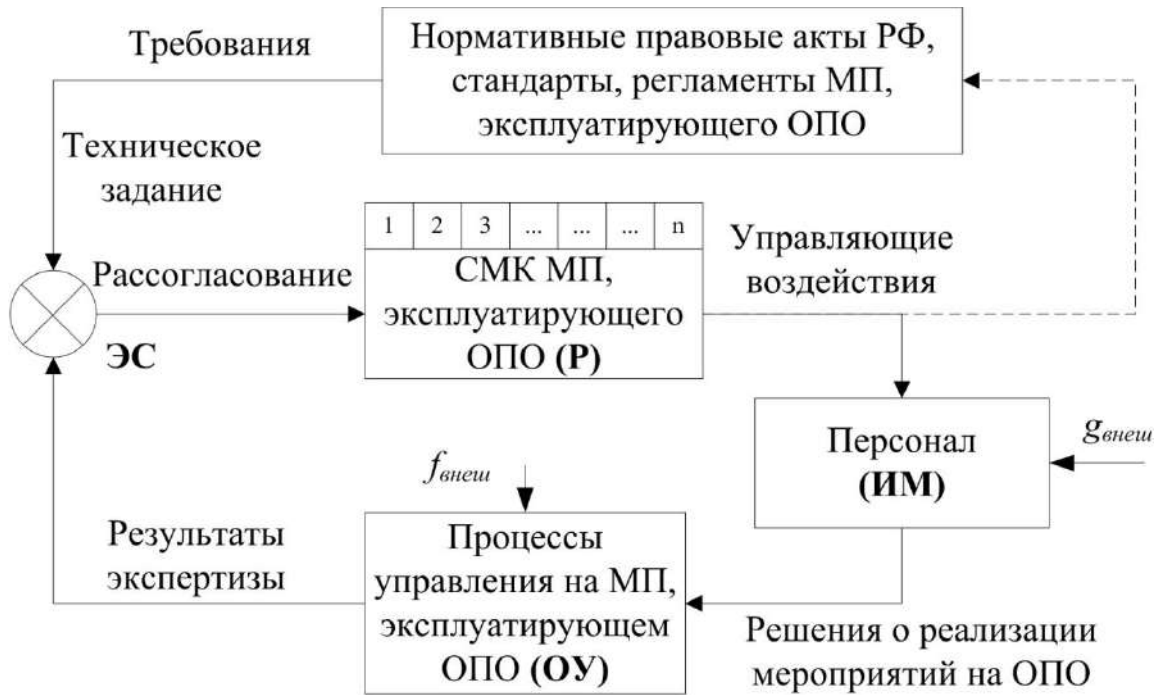 Требования
Нормативные правовые акты РФ,
стандарты, регламенты МП,
эксплуатирующего ОПО
Техническое
задание
1 2 3 ... ... ... n
Рассогласование
СМК МП,
эксплуатирующего
ОПО (Р)
Управляющие
воздействия
ЭС
Персонал
(ИМ)
gвнеш
fвнеш
Результаты
экспертизы
Процессы
управления на МП,
эксплуатирующем
ОПО (ОУ)
Решения о реализации
мероприятий на ОПО